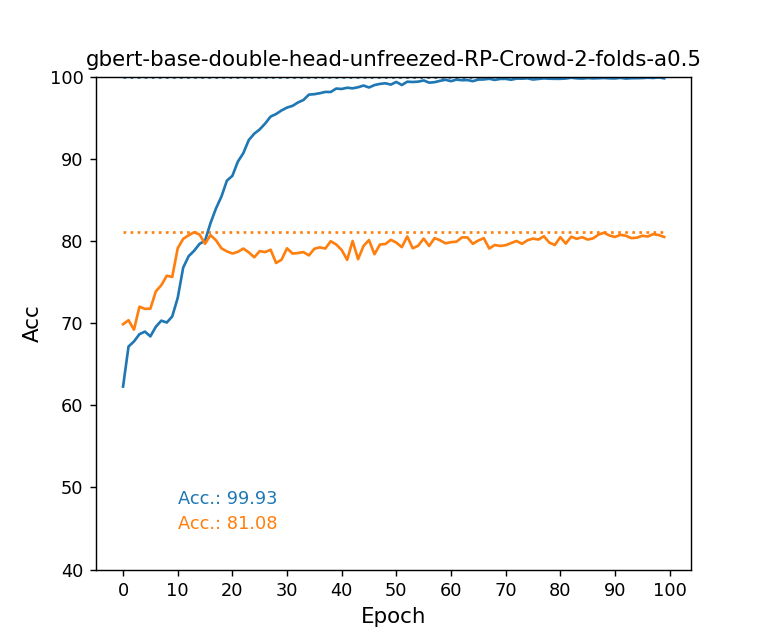 gbert-base-double-head-unfreezed-RP-Crowd-2-folds-a0.5
100
90
80
70
60
50
40
Acc
Acc.: 99.93
Acc.: 81.08
0 10 20 30 40 50 60 70 80 90 100
Epoch